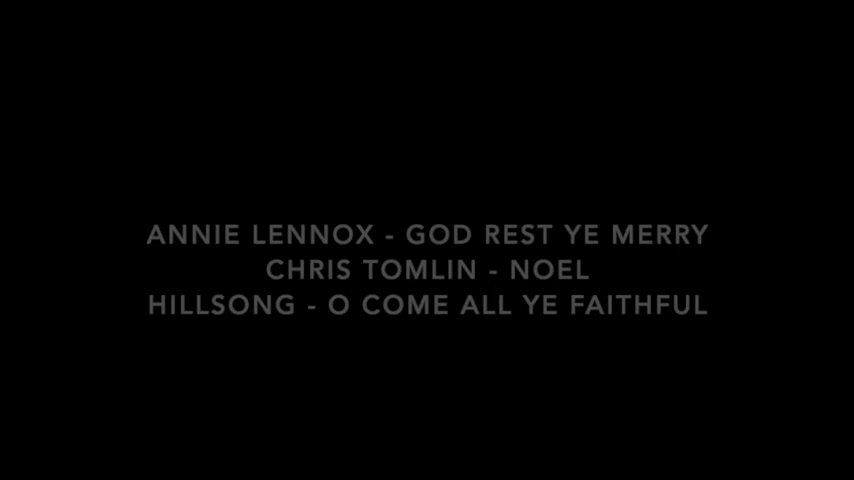 ANNIE LENNOX - GOD REST YE MERRY
CHRIS TOMLIN - NOEL
HILLSONG - O COME ALL YE FAITHFUL